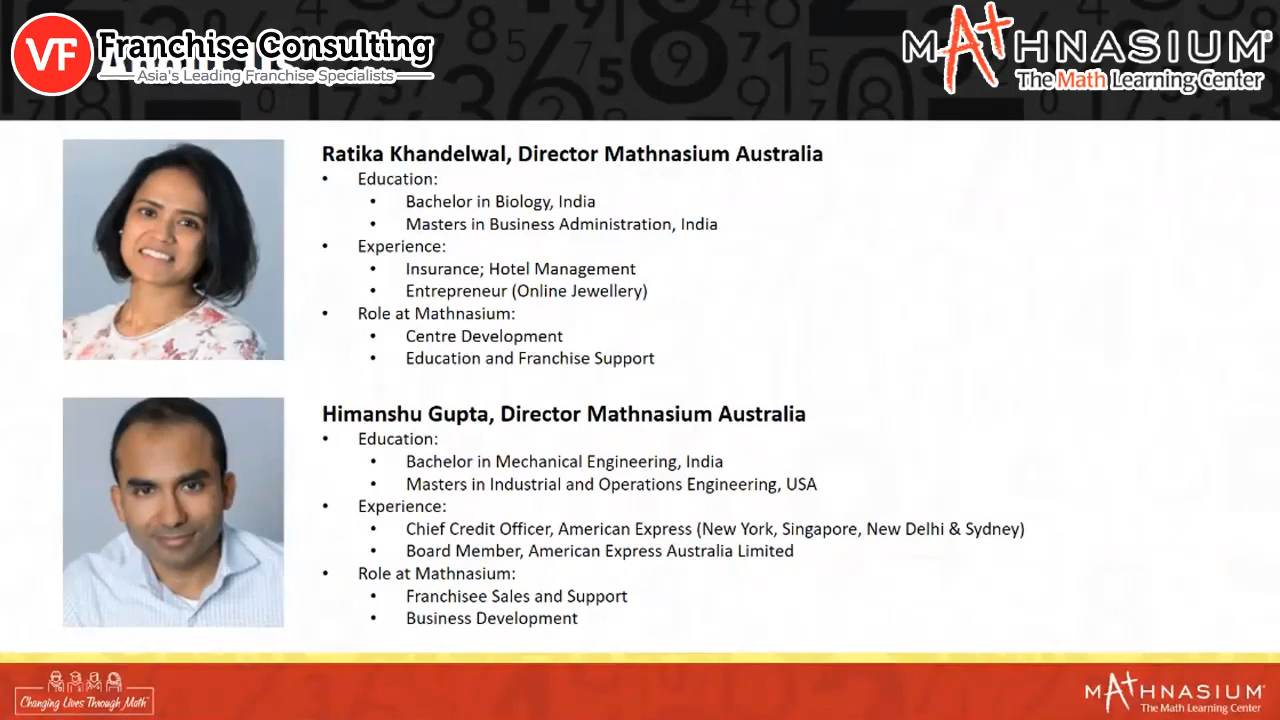 VF Franchise Consulting
Asia's Leading Franchise Specialists
About Us
MATHNASIUM®
The Math Learning Center
Ratika Khandelwal, Director Mathnasium Australia
• Education:
• Bachelor in Biology, India
• Masters in Business Administration, India
• Experience:
• Insurance; Hotel Management
• Entrepreneur (Online Jewellery)
• Role at Mathnasium:
• Centre Development
• Education and Franchise Support
Himanshu Gupta, Director Mathnasium Australia
• Education:
• Bachelor in Mechanical Engineering, India
• Masters in Industrial and Operations Engineering, USA
• Experience:
• Chief Credit Officer, American Express (New York, Singapore, New Delhi & Sydney)
• Board Member, American Express Australia Limited
• Role at Mathnasium:
• Franchisee Sales and Support
• Business Development
Changing Lives Through Math™
MATHNASIUM®
The Math Learning Center